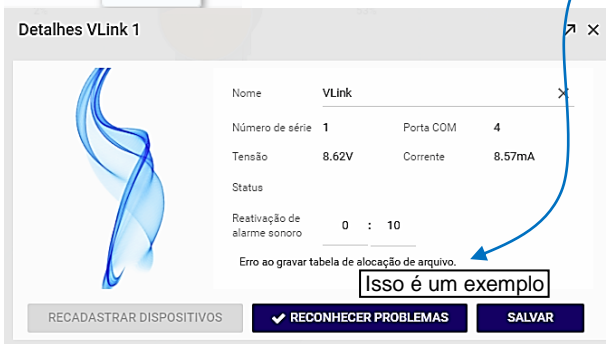 Detalhes VLink 1
Nome VLink
Número de série 1 Porta COM 4
Tensão 8.62V Corrente 8.57mA
Status
Reativação de
alarme sonoro 0 : 10
Erro ao gravar tabela de alocação de arquivo.
Isso é um exemplo
RECADASTRAR DISPOSITIVOS RECONHECER PROBLEMAS SALVAR